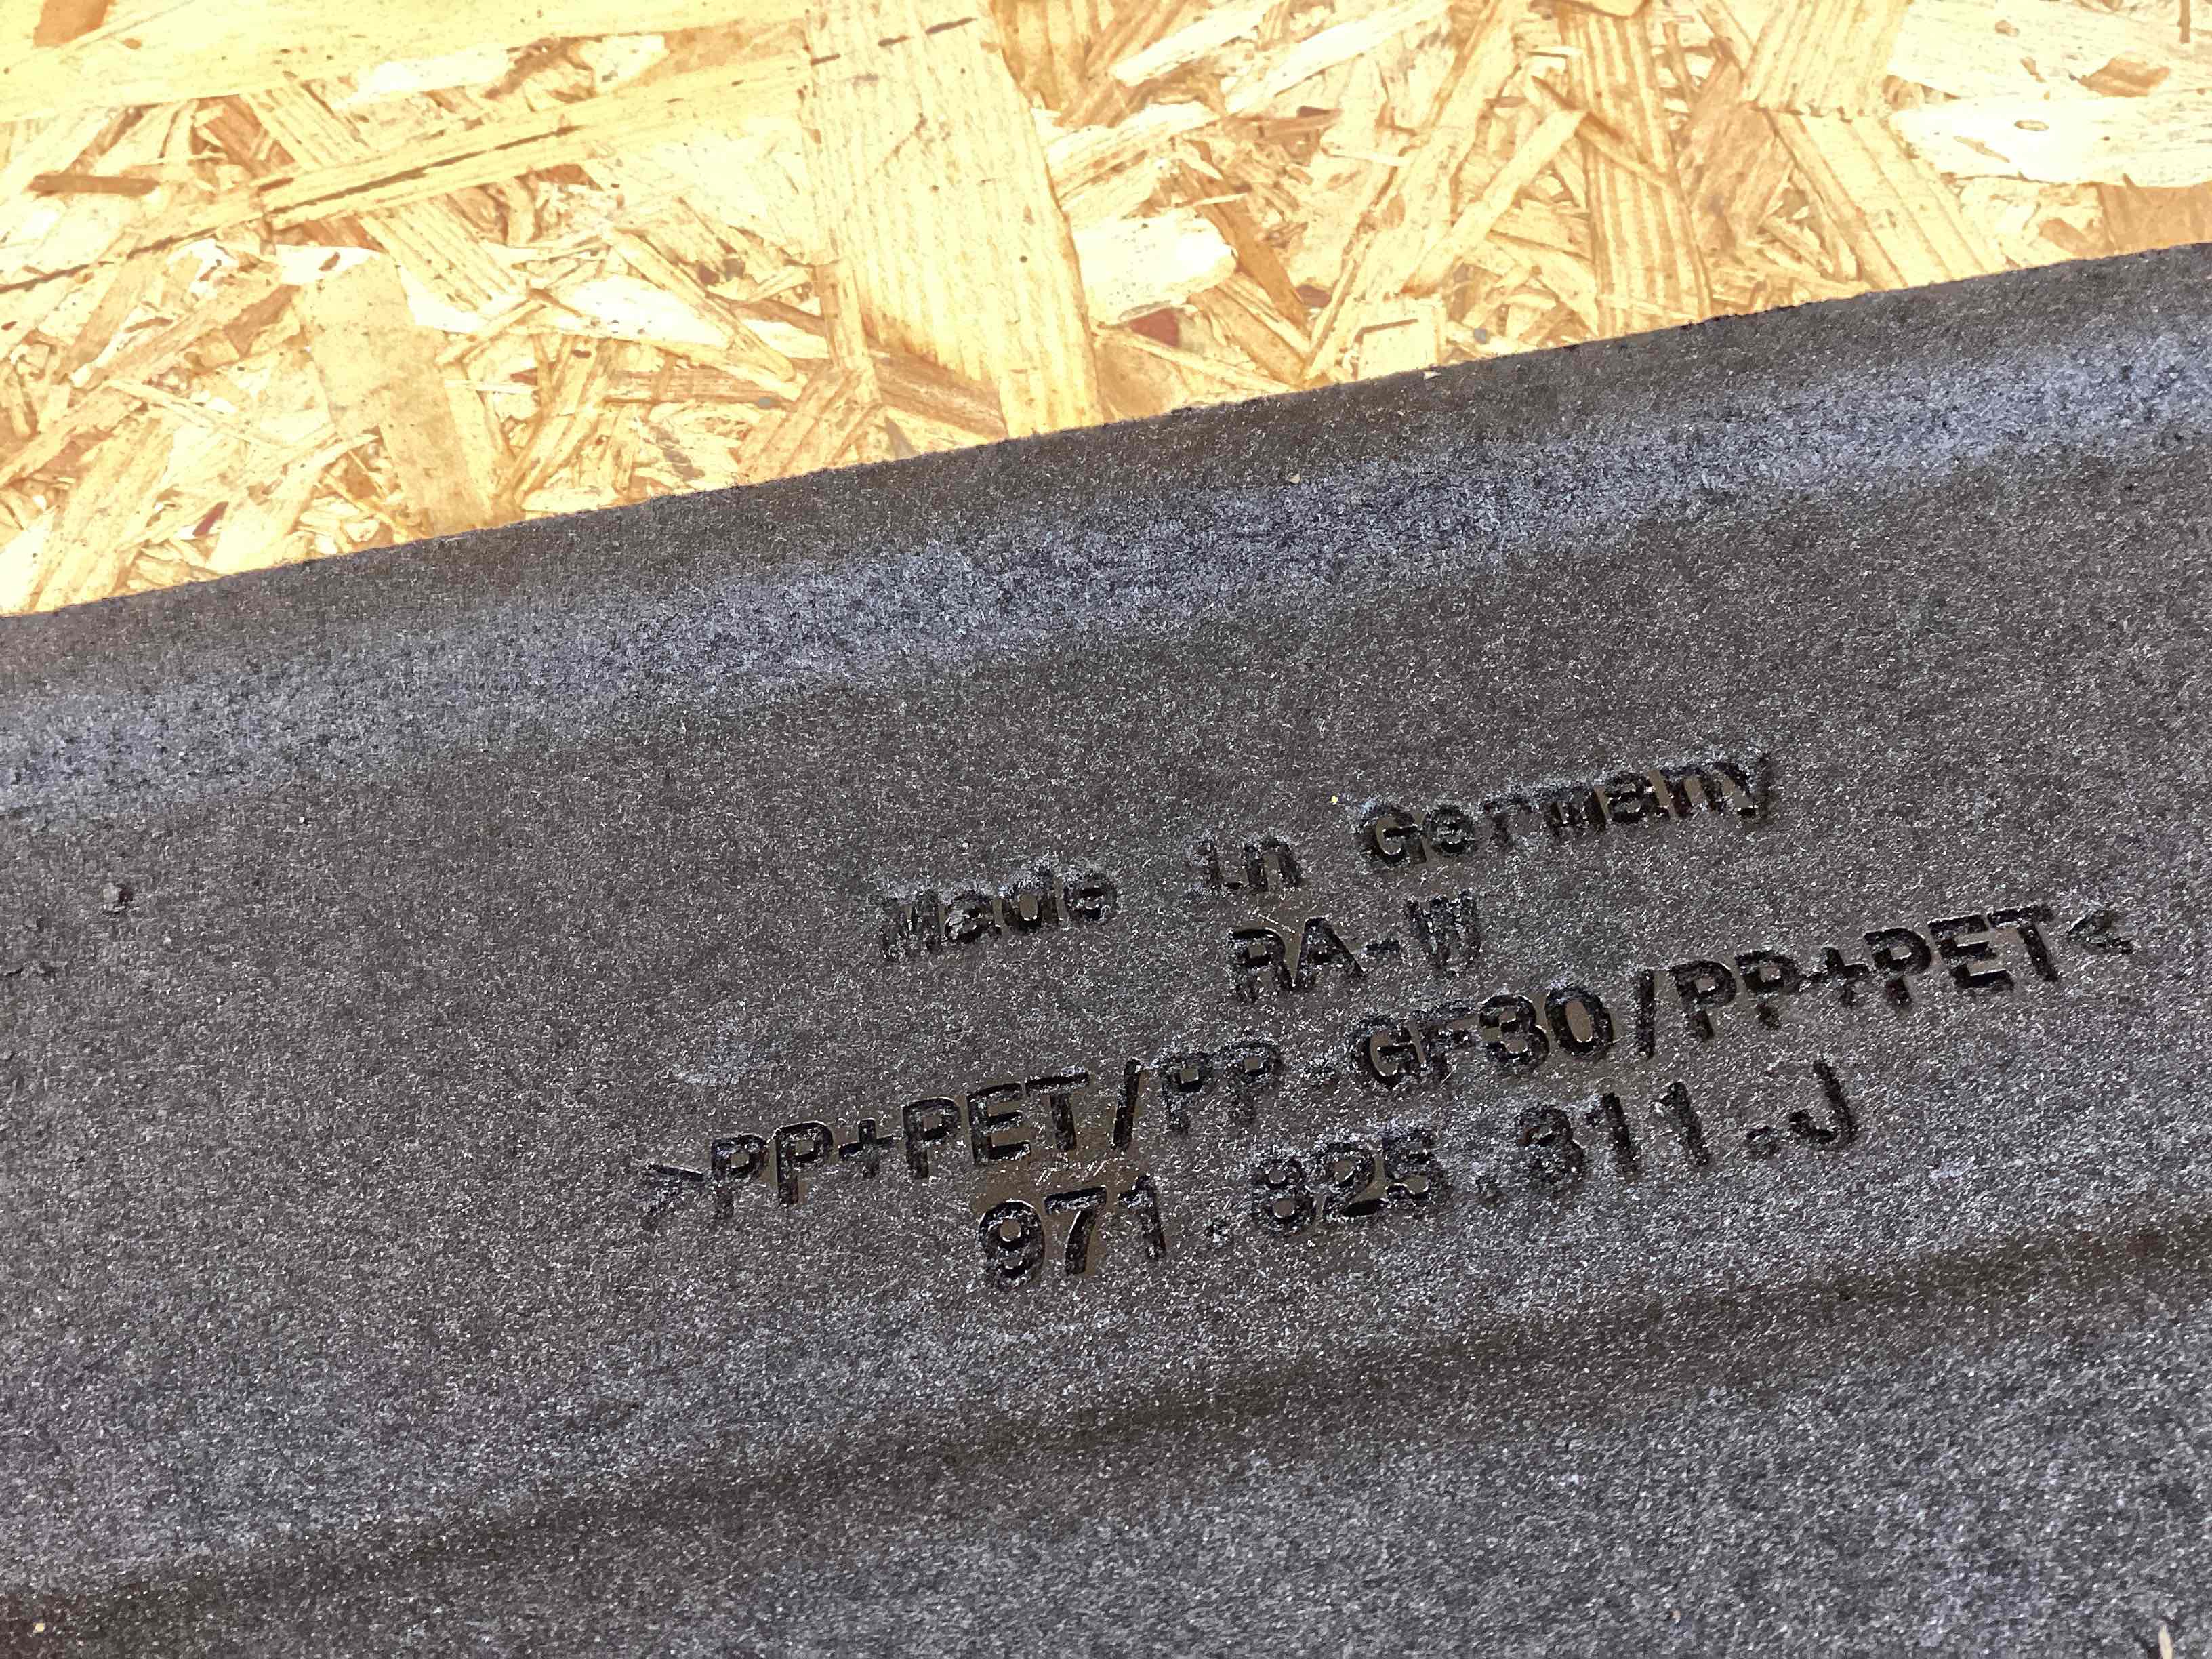 Made in Germany
RA-W
>PP+PET/PP-GF30/PP+PET<
971.825.311.J